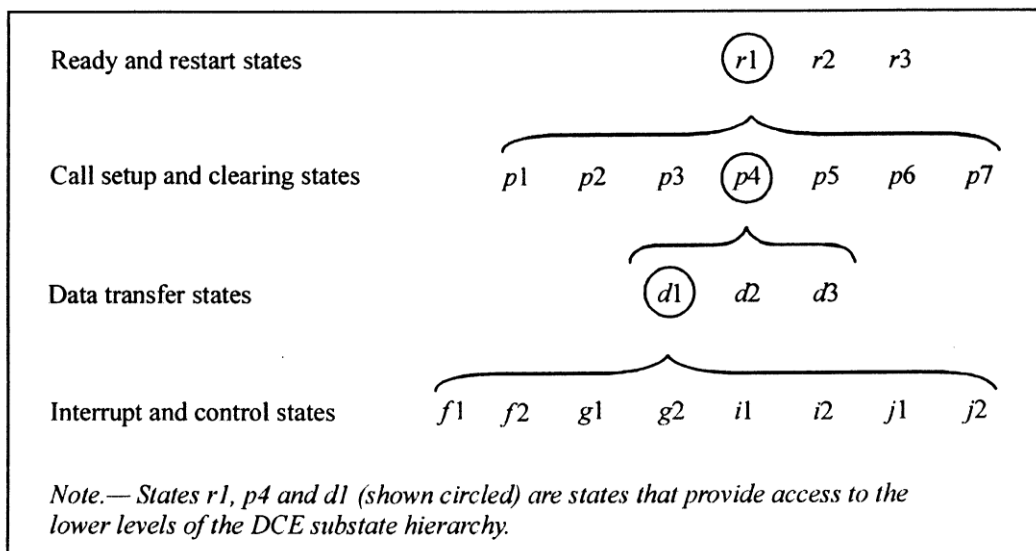 Ready and restart states r1 r2 r3
Call setup and clearing states p1 p2 p3 p4 p5 p6 p7
Data transfer states d1 d2 d3
Interrupt and control states f1 f2 g1 g2 i1 i2 j1 j2
Note.— States r1, p4 and d1 (shown circled) are states that provide access to the
lower levels of the DCE substate hierarchy.